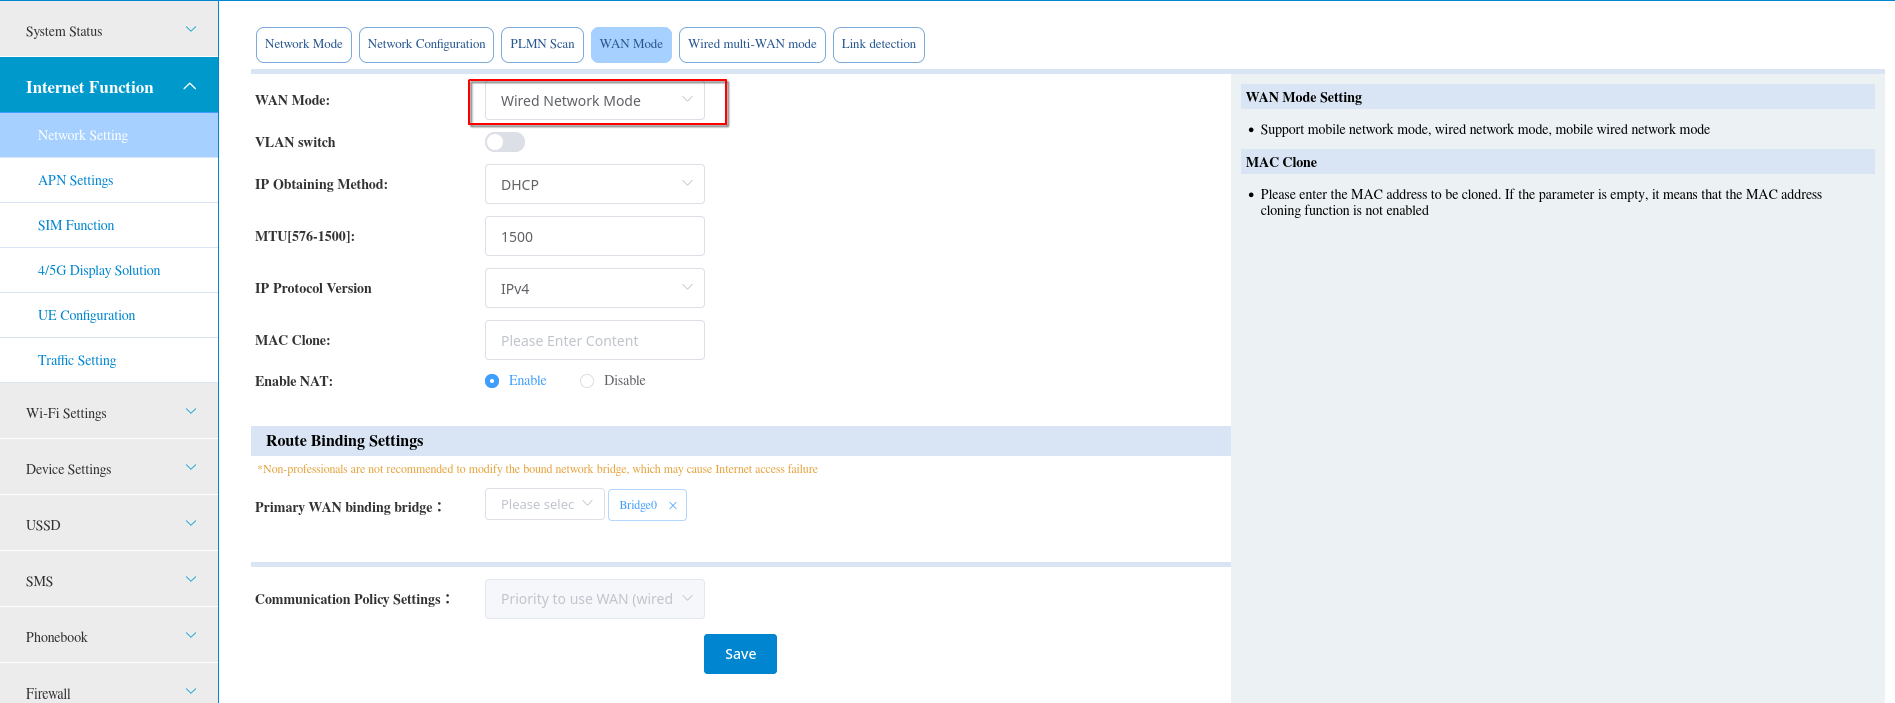 System Status
Internet Function
Network Setting
APN Settings
SIM Function
4/5G Display Solution
UE Configuration
Traffic Setting
Wi-Fi Settings
Device Settings
USSD
SMS
Phonebook
Firewall
Network Mode
Network Configuration
PLMN Scan
WAN Mode
Wired multi-WAN mode
Link detection
WAN Mode: Wired Network Mode
VLAN switch
IP Obtaining Method: DHCP
MTU[576-1500]: 1500
IP Protocol Version IPv4
MAC Clone: Please Enter Content
Enable NAT: Enable Disable
Route Binding Settings
*Non-professionals are not recommended to modify the bound network bridge, which may cause Internet access failure
Primary WAN binding bridge： Please selec Bridge0 ×
Communication Policy Settings： Priority to use WAN (wired
Save
WAN Mode Setting
• Support mobile network mode, wired network mode, mobile wired network mode
MAC Clone
• Please enter the MAC address to be cloned. If the parameter is empty, it means that the MAC address
cloning function is not enabled